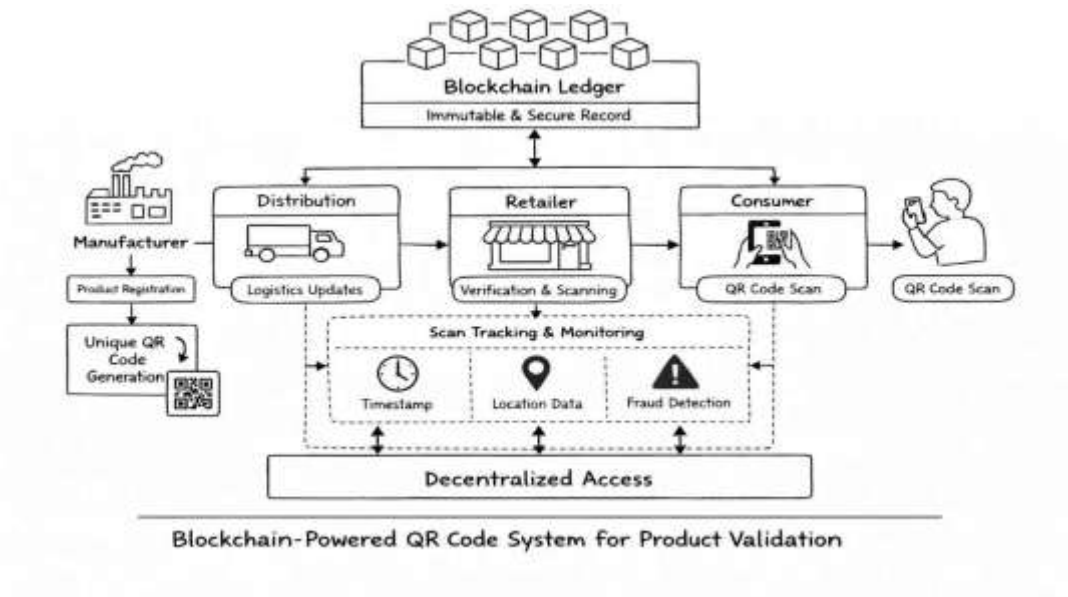 Blockchain Ledger
Immutable & Secure Record
Distribution
Retailer
Consumer
Manufacturer
Product Registration
Logistics Updates
Verification & Scanning
QR Code Scan
QR Code Scan
Unique QR
Code
Generation
Scan Tracking & Monitoring
Timestamp
Location Data
Fraud Detection
Decentralized Access
Blockchain-Powered QR Code System for Product Validation